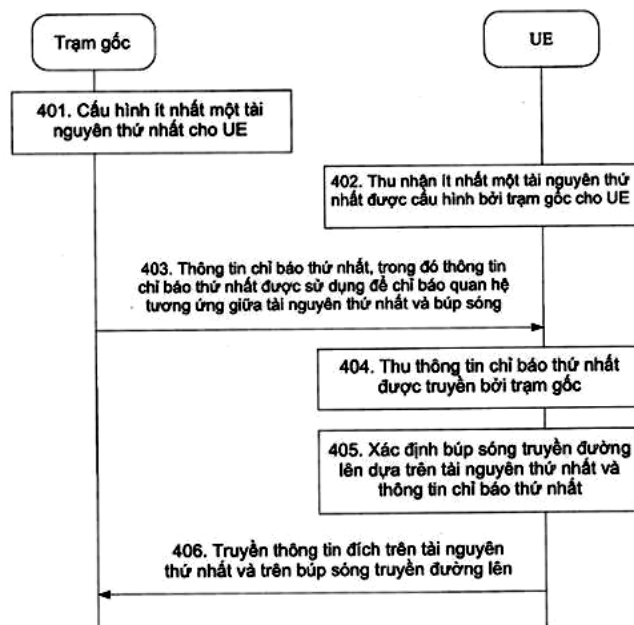 Trạm gốc
UE
401. Cấu hình ít nhất một tài
nguyên thứ nhất cho UE
402. Thu nhận ít nhất một tài nguyên thứ
nhất được cấu hình bởi trạm gốc cho UE
403. Thông tin chỉ báo thứ nhất, trong đó thông tin
chỉ báo thứ nhất được sử dụng để chỉ báo quan hệ
tương ứng giữa tài nguyên thứ nhất và búp sóng
404. Thu thông tin chỉ báo thứ nhất
được truyền bởi trạm gốc
405. Xác định búp sóng truyền đường
lên dựa trên tài nguyên thứ nhất và
thông tin chỉ báo thứ nhất
406. Truyền thông tin đích trên tài nguyên
thứ nhất và trên búp sóng truyền đường lên